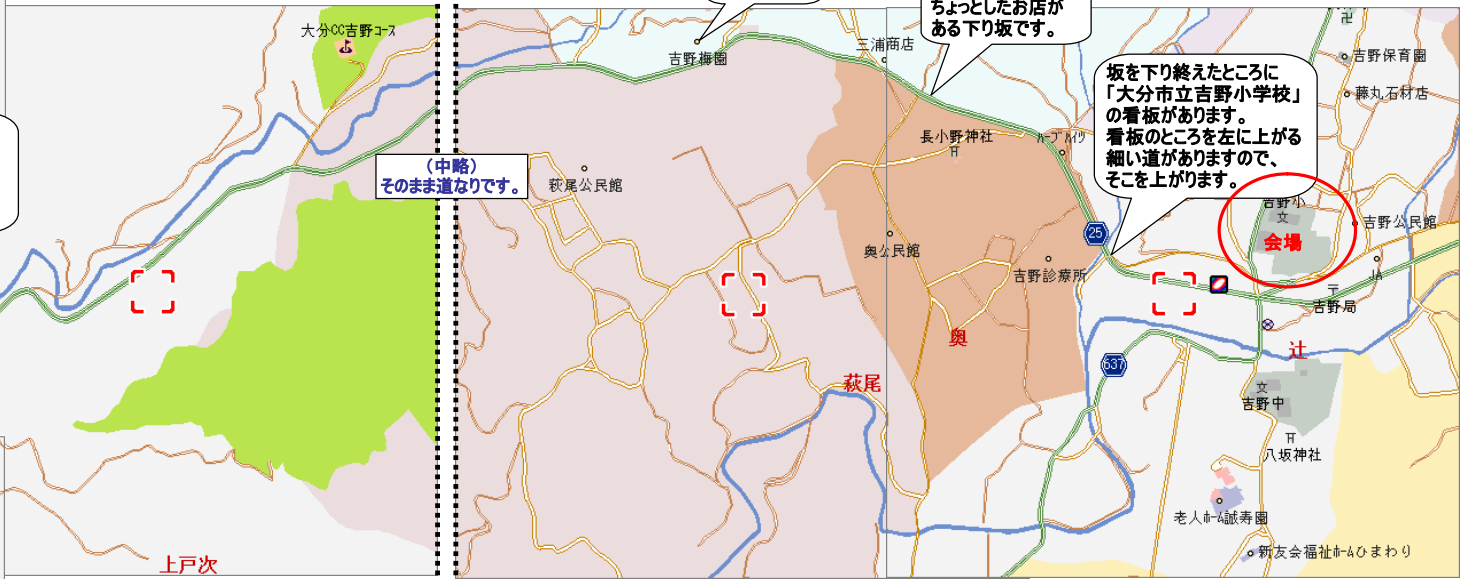 大分CC吉野コース
(中略)
そのまま道なりです。
上戸次
吉野梅園
三浦商店
ちょっとしたお店が
ある下り坂です。
坂を下り終えたところに
「大分市立吉野小学校」
の看板があります。
看板のところを左に上がる
細い道がありますので、
そこを上がります。
吉野保育園
藤丸石材店
長小野神社
ハーブハイツ
萩尾公民館
奥公民館
吉野診療所
25
吉野小
文
会場
吉野公民館
JA
〒
吉野局
奥
萩尾
637
辻
文
吉野中
八坂神社
老人ホーム誠寿園
新友会福祉ホームひまわり